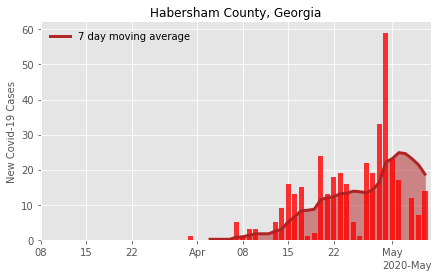 Habersham County, Georgia
7 day moving average
New Covid-19 Cases
60
50
40
30
20
10
0
08 15 22 Apr 08 15 22 May
2020-May